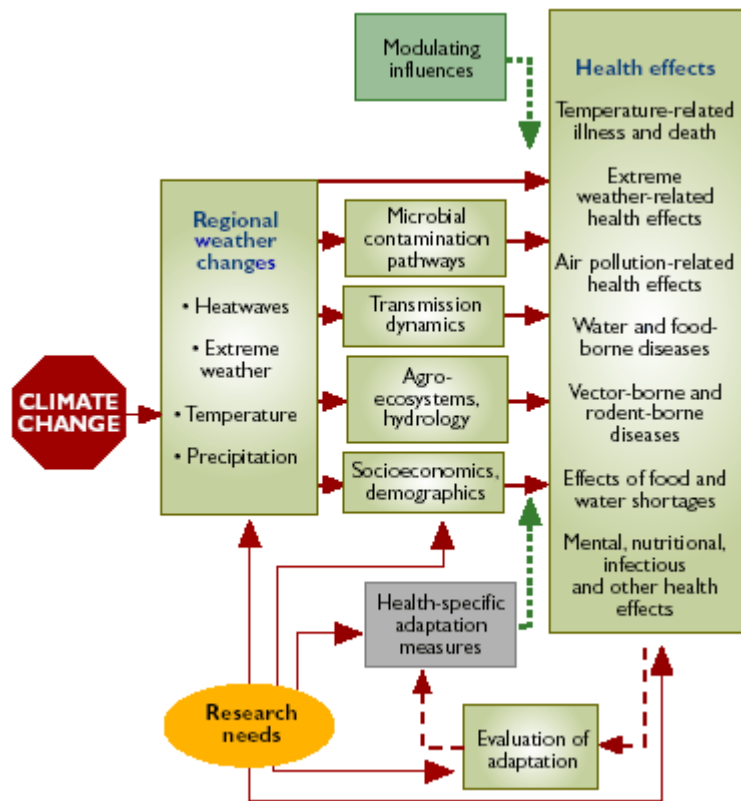 Modulating
influences
Health effects
Temperature-related
illness and death
Extreme
weather-related
health effects
Air pollution-related
health effects
Water and food-
borne diseases
Vector-borne and
rodent-borne
diseases
Effects of food and
water shortages
Mental, nutritional,
infectious
and other health
effects
Regional
weather
changes
• Heatwaves
• Extreme
weather
• Temperature
• Precipitation
Microbial
contamination
pathways
Transmission
dynamics
Agro-
ecosystems,
hydrology
Socioeconomics,
demographics
CLIMATE
CHANGE
Health-specific
adaptation
measures
Research
needs
Evaluation of
adaptation